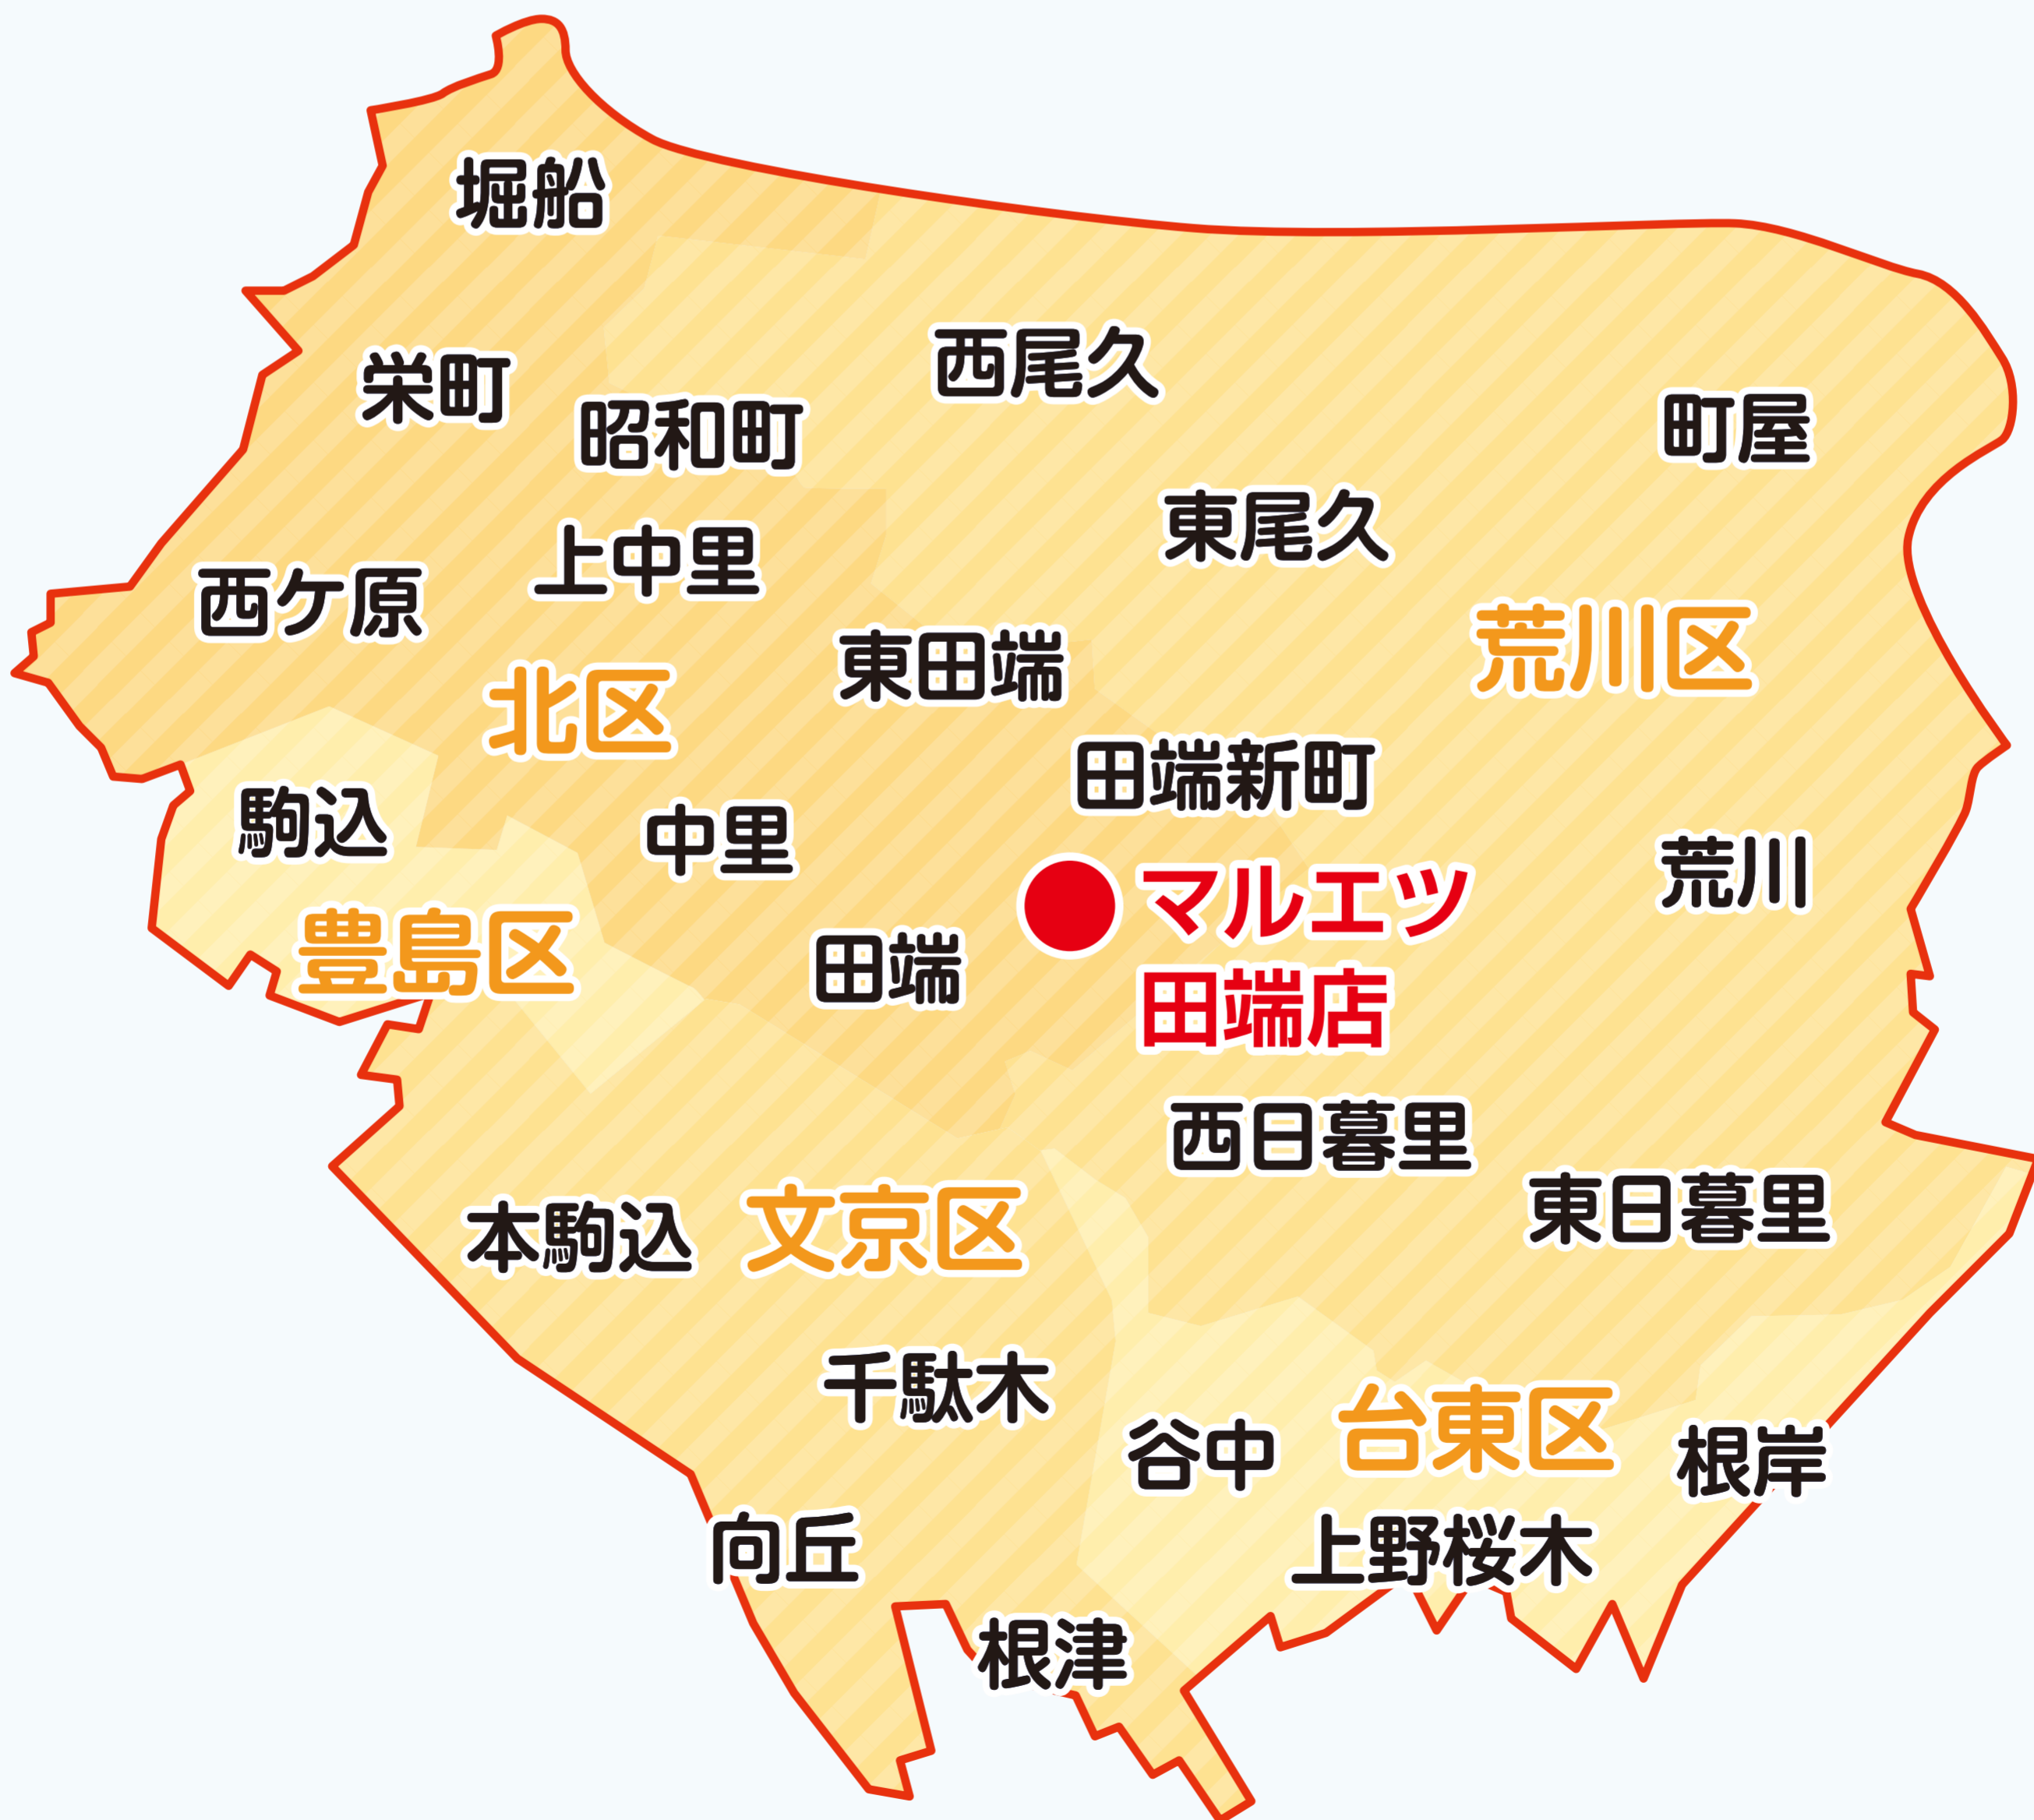 堀船
西尾久
栄町
昭和町
町屋
東尾久
上中里
西ケ原
荒川区
東田端
北区
田端新町
駒込
中里
荒川
マルエツ
田端店
豊島区
田端
西日暮里
東日暮里
本駒込
文京区
千駄木
谷中
台東区
根岸
向丘
上野桜木
根津